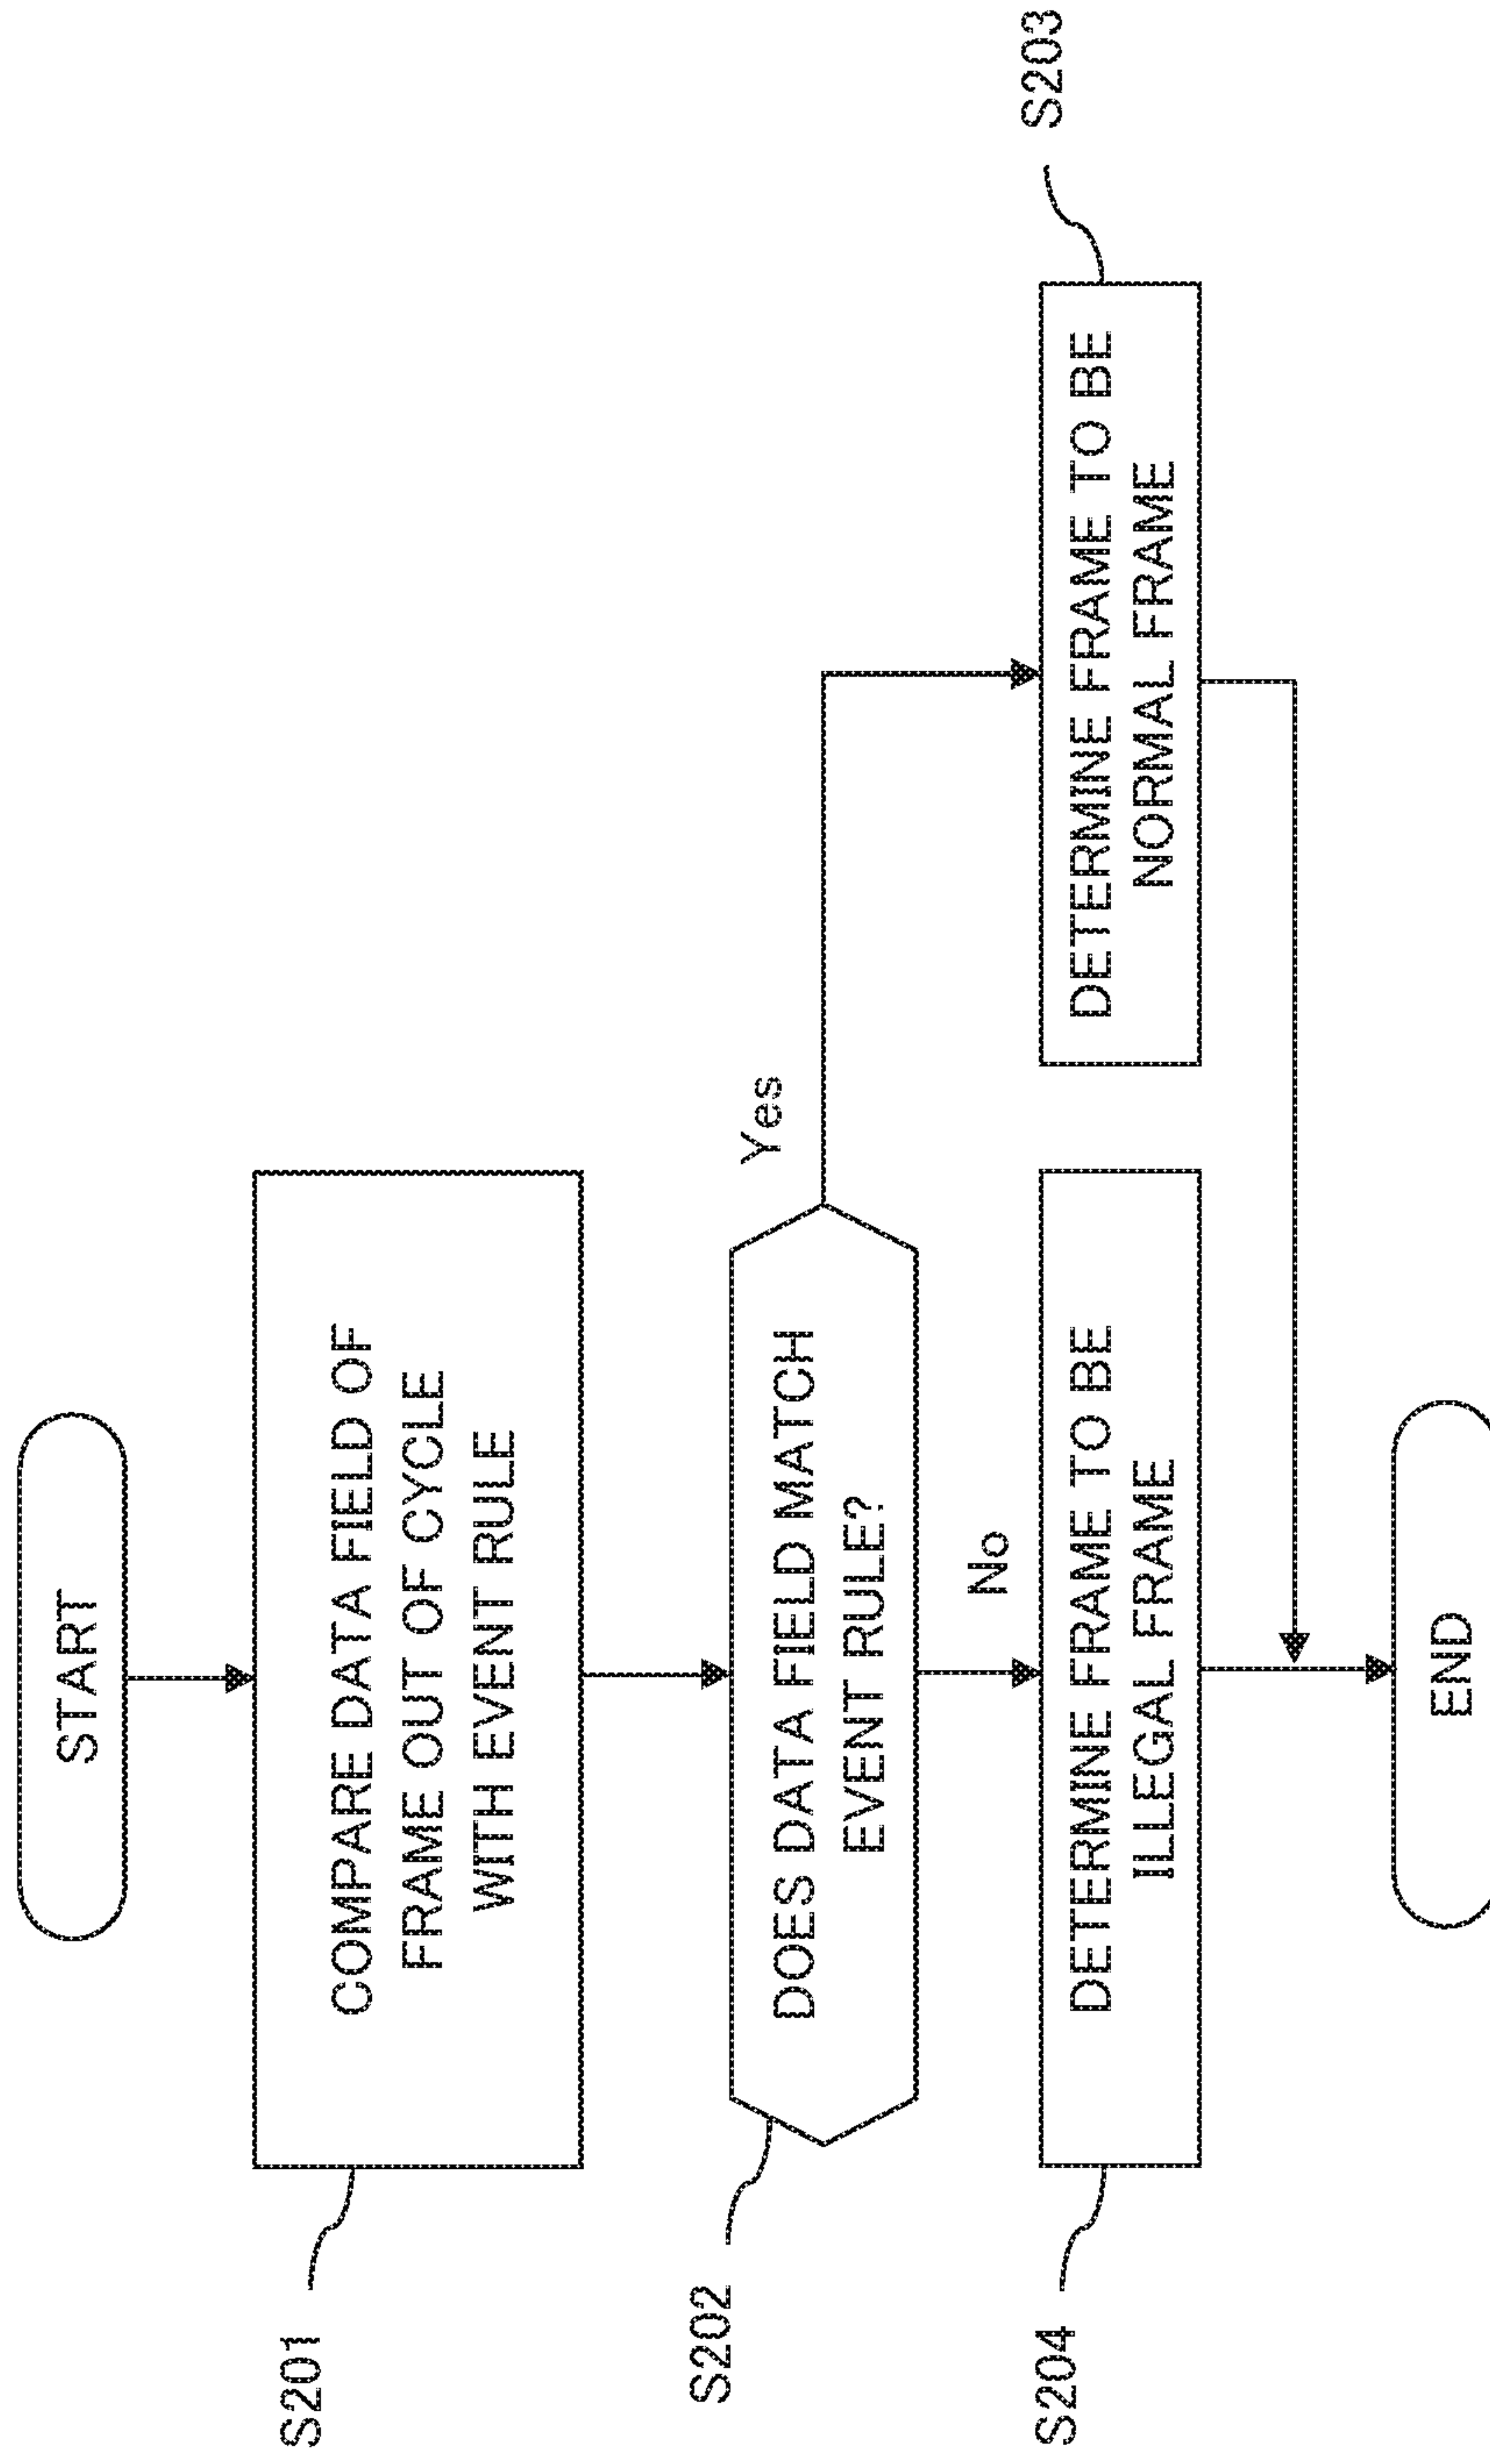 START
S201
COMPARE DATA FIELD OF
FRAME OUT OF CYCLE
WITH EVENT RULE
S202
DOES DATA FIELD MATCH
EVENT RULE?
Yes
No
S204
DETERMINE FRAME TO BE
ILLEGAL FRAME
DETERMINE FRAME TO BE
NORMAL FRAME
S203
END